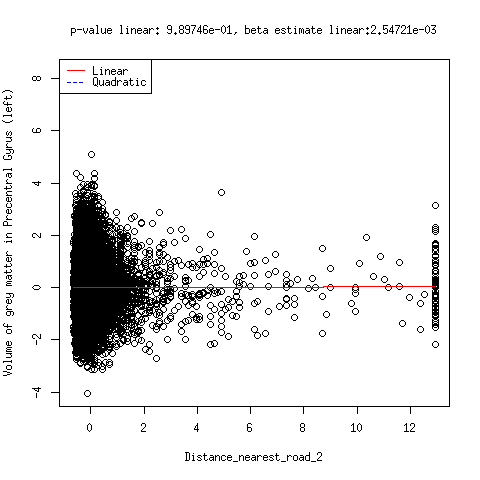 p-value linear: 9.89746e-01, beta estimate linear:2.54721e-03
Linear
Quadratic
Volume of grey matter in Precentral Gyrus (left)
8
6
4
2
0
-2
-4
0 2 4 6 8 10 12
Distance_nearest_road_2